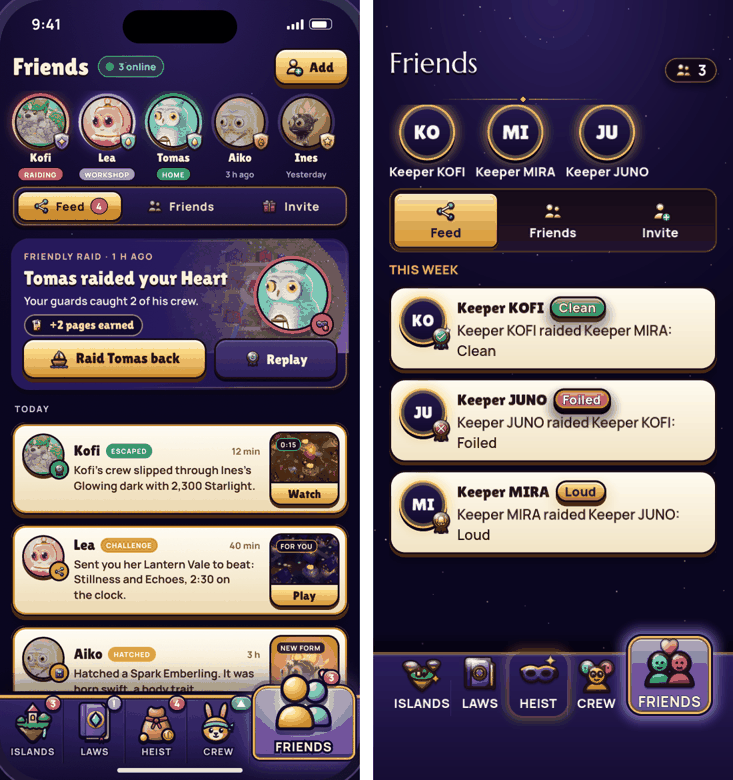 9:41
Friends
3 online
Add
Kofi
Lea
Tomas
Aiko
Ines
RAIDING
WORKSHOP
HOME
3 h ago
Yesterday
Feed 4
Friends
Invite
FRIENDLY RAID · 1 H AGO
Tomas raided your Heart
Your guards caught 2 of his crew.
+2 pages earned
Raid Tomas back
Replay
TODAY
Kofi ESCAPED 12 min
Kofi's crew slipped through Ines's
Glowing dark with 2,300 Starlight.
0:15
Watch
Lea CHALLENGE 40 min
Sent you her Lantern Vale to beat:
Stillness and Echoes, 2:30 on
the clock.
FOR YOU
Play
Aiko HATCHED 3 h
Hatched a Spark Emberling. It was
born swift, a body trait
NEW FORM
3
1
4
3
ISLANDS
LAWS
HEIST
CREW
FRIENDS
Friends
3
KO
MI
JU
Keeper KOFI
Keeper MIRA
Keeper JUNO
Feed
Friends
Invite
THIS WEEK
KO
Keeper KOFI Clean
Keeper KOFI raided Keeper MIRA:
Clean
JU
Keeper JUNO Foiled
Keeper JUNO raided Keeper KOFI:
Foiled
MI
Keeper MIRA Loud
Keeper MIRA raided Keeper JUNO:
Loud
ISLANDS
LAWS
HEIST
CREW
FRIENDS